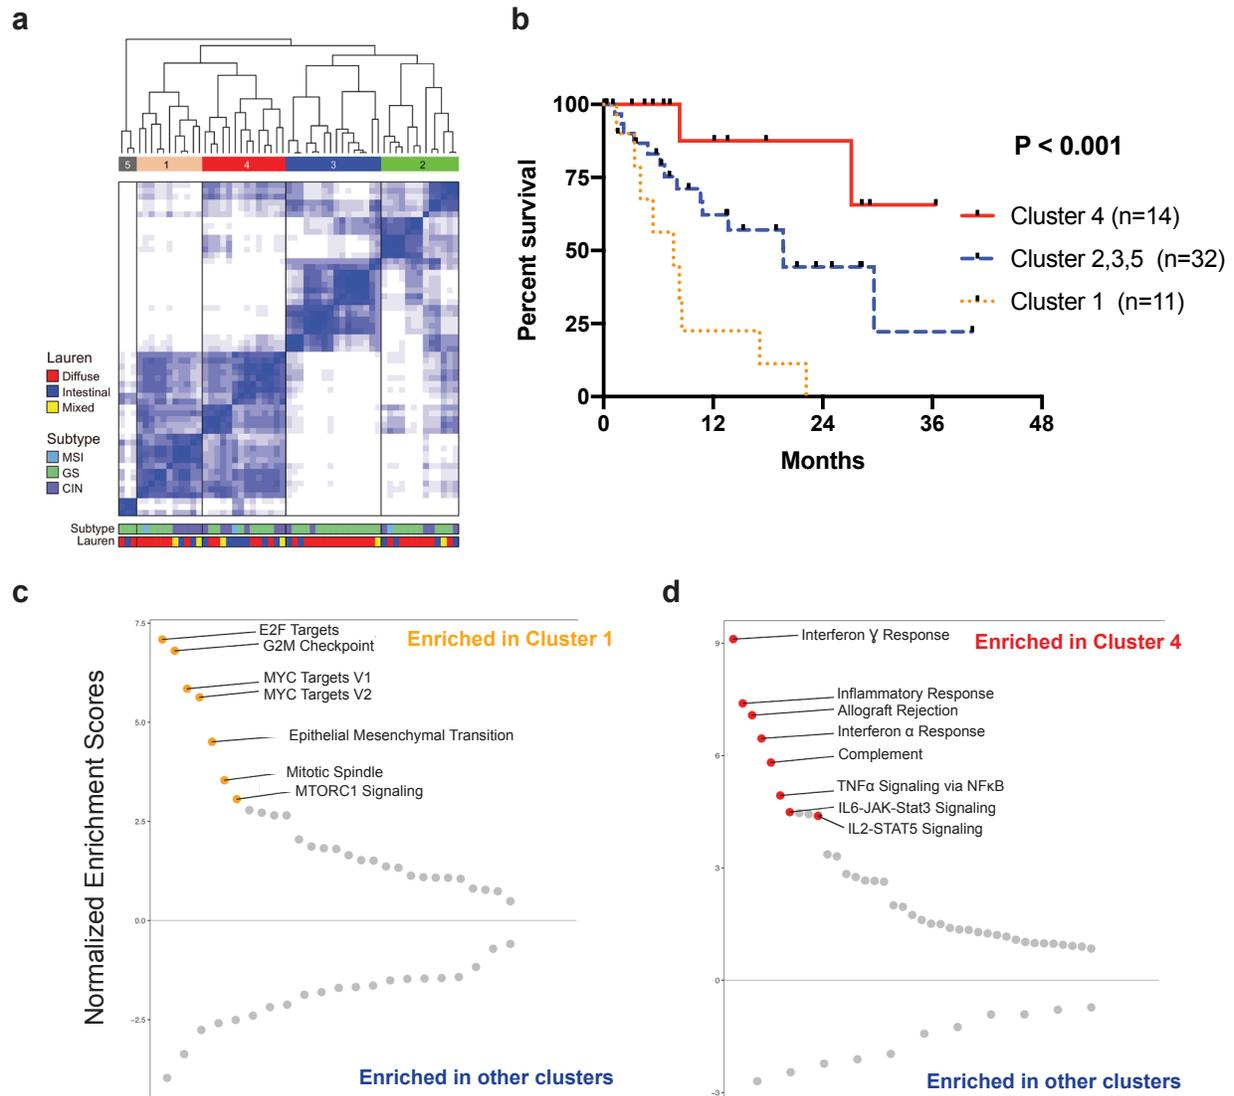 a
5 1 4 3 2
Lauren
Diffuse
Intestinal
Mixed
Subtype
MSI
GS
CIN
Subtype
Lauren
b
Percent survival
100
75
50
25
0
0 12 24 36 48
Months
P < 0.001
Cluster 4 (n=14)
Cluster 2,3,5 (n=32)
Cluster 1 (n=11)
c
Normalized Enrichment Scores
7.5
5.0
2.5
0.0
−2.5
Enriched in Cluster 1
E2F Targets
G2M Checkpoint
MYC Targets V1
MYC Targets V2
Epithelial Mesenchymal Transition
Mitotic Spindle
MTORC1 Signaling
Enriched in other clusters
d
9
6
3
0
−3
Enriched in Cluster 4
Interferon Ɣ Response
Inflammatory Response
Allograft Rejection
Interferon α Response
Complement
TNFα Signaling via NFκB
IL6-JAK-Stat3 Signaling
IL2-STAT5 Signaling
Enriched in other clusters